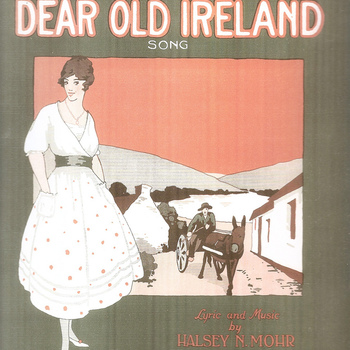 DEAR OLD IRELAND
SONG
Lyric and Music
by
HALSEY N. MOHR